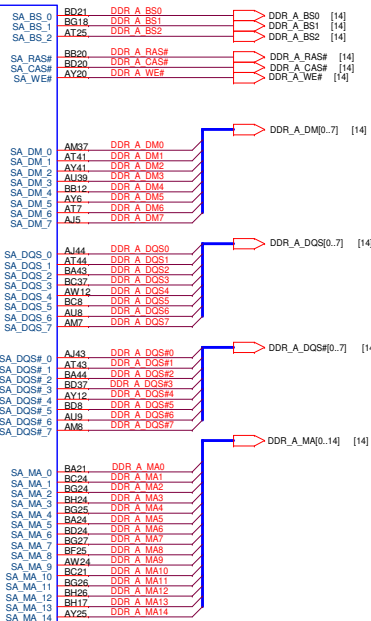 SA_BS_0 BD21 DDR_A_BS0 DDR_A_BS0 [14]
SA_BS_1 BG18 DDR_A_BS1 DDR_A_BS1 [14]
SA_BS_2 AT25 DDR_A_BS2 DDR_A_BS2 [14]
SA_RAS# BB20 DDR_A_RAS# DDR_A_RAS# [14]
SA_CAS# BD20 DDR_A_CAS# DDR_A_CAS# [14]
SA_WE# AY20 DDR_A_WE# DDR_A_WE# [14]
DDR_A_DM[0..7] [14]
SA_DM_0 AM37 DDR_A_DM0
SA_DM_1 AT41 DDR_A_DM1
SA_DM_2 AY41 DDR_A_DM2
SA_DM_3 AU39 DDR_A_DM3
SA_DM_4 BB12 DDR_A_DM4
SA_DM_5 AY6 DDR_A_DM5
SA_DM_6 AT7 DDR_A_DM6
SA_DM_7 AJ5 DDR_A_DM7
DDR_A_DQS[0..7] [14]
SA_DQS_0 AJ44 DDR_A_DQS0
SA_DQS_1 AT44 DDR_A_DQS1
SA_DQS_2 BA43 DDR_A_DQS2
SA_DQS_3 BC37 DDR_A_DQS3
SA_DQS_4 AW12 DDR_A_DQS4
SA_DQS_5 BC8 DDR_A_DQS5
SA_DQS_6 AU8 DDR_A_DQS6
SA_DQS_7 AM7 DDR_A_DQS7
DDR_A_DQS#[0..7] [14
SA_DQS#_0 AJ43 DDR_A_DQS#0
SA_DQS#_1 AT43 DDR_A_DQS#1
SA_DQS#_2 BA44 DDR_A_DQS#2
SA_DQS#_3 BD37 DDR_A_DQS#3
SA_DQS#_4 AY12 DDR_A_DQS#4
SA_DQS#_5 BD8 DDR_A_DQS#5
SA_DQS#_6 AU9 DDR_A_DQS#6
SA_DQS#_7 AM8 DDR_A_DQS#7
DDR_A_MA[0..14] [14]
SA_MA_0 BA21 DDR_A_MA0
SA_MA_1 BC24 DDR_A_MA1
SA_MA_2 BG24 DDR_A_MA2
SA_MA_3 BH24 DDR_A_MA3
SA_MA_4 BG25 DDR_A_MA4
SA_MA_5 BA24 DDR_A_MA5
SA_MA_6 BD24 DDR_A_MA6
SA_MA_7 BG27 DDR_A_MA7
SA_MA_8 BF25 DDR_A_MA8
SA_MA_9 AW24 DDR_A_MA9
SA_MA_10 BC21 DDR_A_MA10
SA_MA_11 BG26 DDR_A_MA11
SA_MA_12 BH26 DDR_A_MA12
SA_MA_13 BH17 DDR_A_MA13
SA_MA_14 AY25 DDR_A_MA14